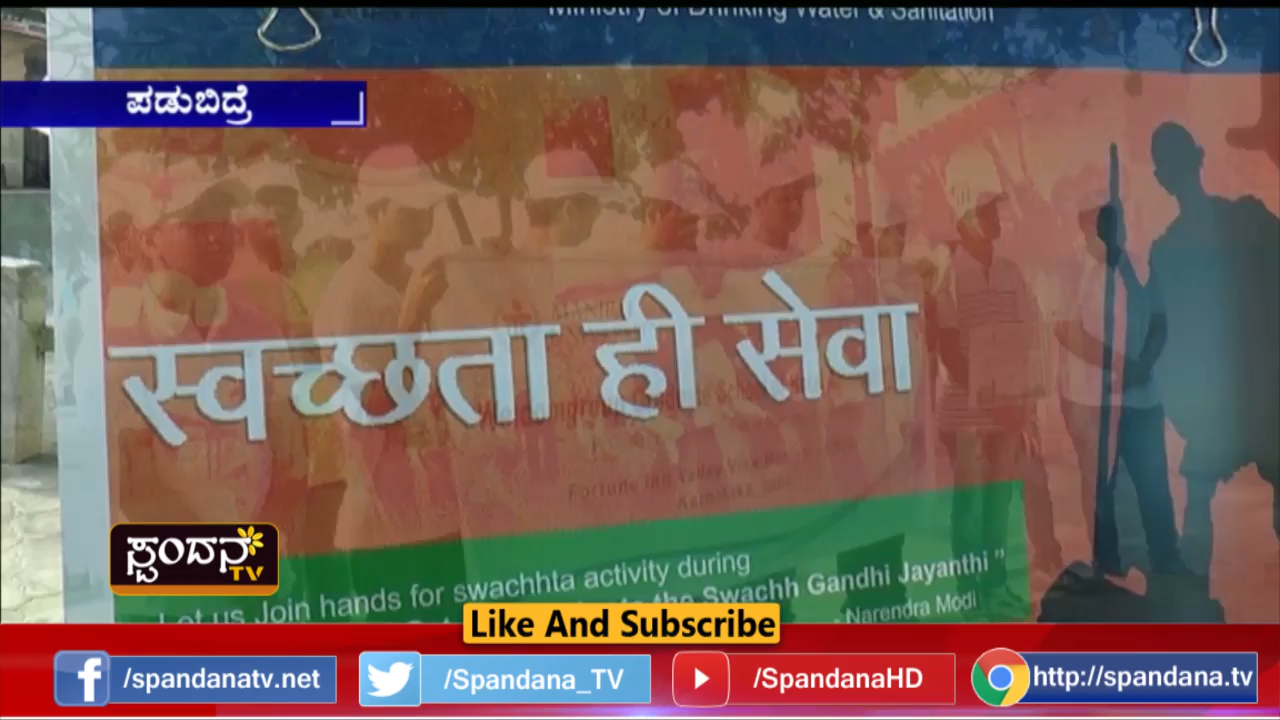 Ministry of Drinking Water & Sanitation
ಪಡುಬಿದ್ರೆ
स्वच्छता ही सेवा
Let us Join hands for swachhta activity during
the Swachh Gandhi Jayanthi "
- Narendra Modi
ಸ್ಪಂದನ
TV
Like And Subscribe
/spandanatv.net
/Spandana_TV
/SpandanaHD
http://spandana.tv